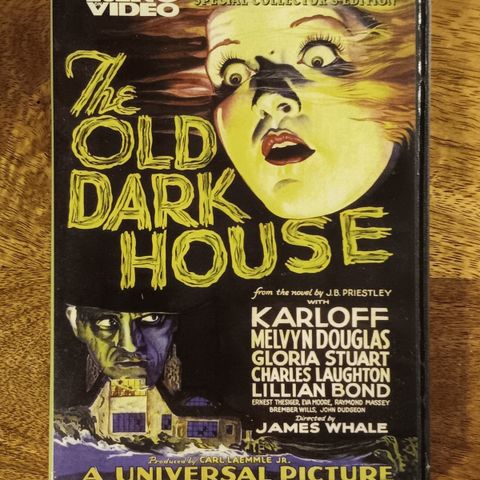 VIDEO
SPECIAL COLLECTOR'S EDITION
The
OLD
DARK
HOUSE
from the novel by J.B. PRIESTLEY
WITH
KARLOFF
MELVYN DOUGLAS
GLORIA STUART
CHARLES LAUGHTON
LILLIAN BOND
ERNEST THESIGER, EVA MOORE, RAYMOND MASSEY
BREMBER WILLS, JOHN DUDGEON
Directed by
JAMES WHALE
Produced by CARL LAEMMLE JR.
A UNIVERSAL PICTURE